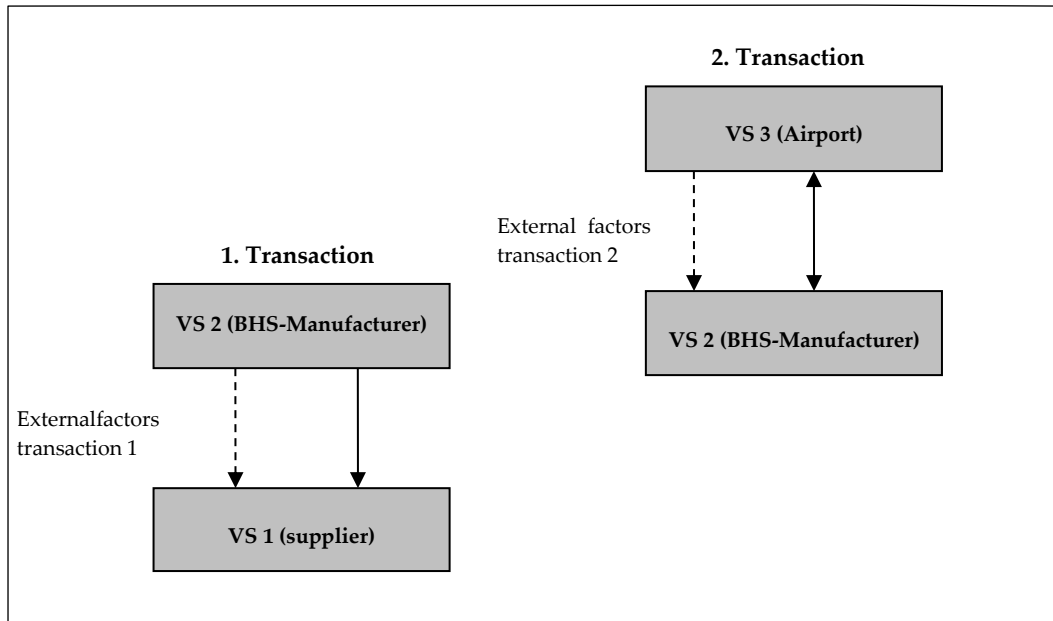 2. Transaction
VS 3 (Airport)
External factors
transaction 2
VS 2 (BHS-Manufacturer)
1. Transaction
VS 2 (BHS-Manufacturer)
Externalfactors
transaction 1
VS 1 (supplier)